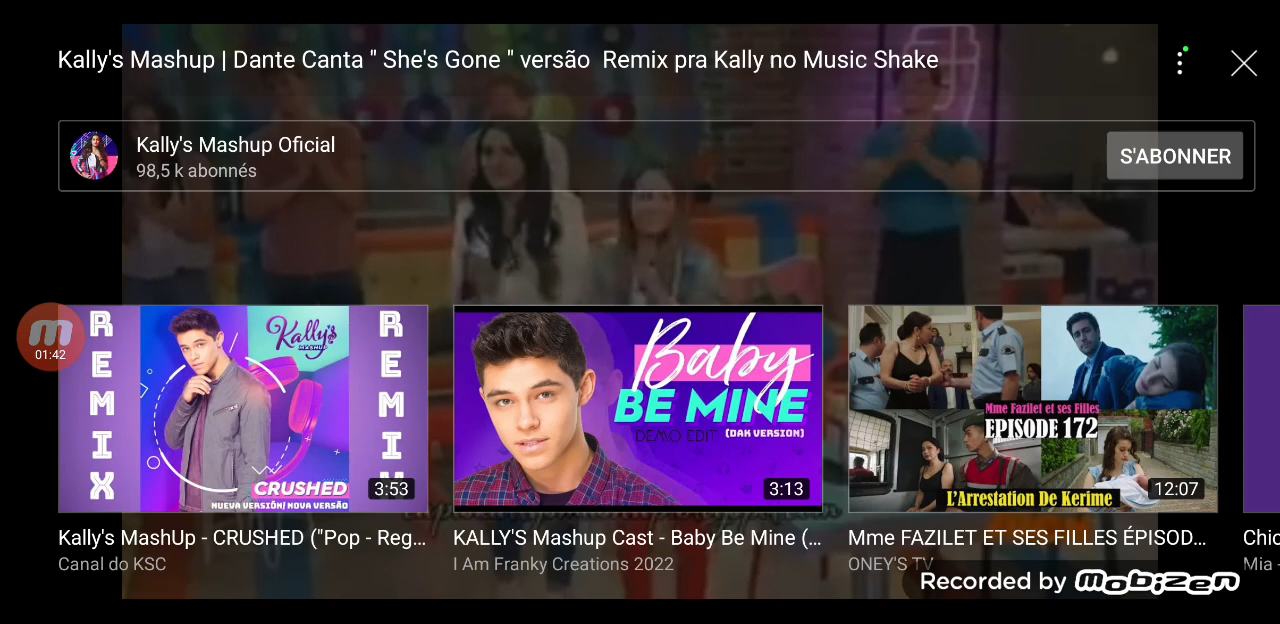 Kally's Mashup | Dante Canta " She's Gone " versão Remix pra Kally no Music Shake
Kally's Mashup Oficial
98,5 k abonnés
S'ABONNER
01:42
REMIX
Kally's
MASHUP
CRUSHED
NUEVA VERSIÓN/ NOVA VERSÃO
3:53
Baby
BE MINE
DEMO EDIT (DAK VERSION)
3:13
Mme Fazilet et ses Filles
EPISODE 172
L'Arrestation De Kerime
12:07
Kally's MashUp - CRUSHED ("Pop - Reg...
Canal do KSC
KALLY'S Mashup Cast - Baby Be Mine (...
I Am Franky Creations 2022
Mme FAZILET ET SES FILLES ÉPISOD...
ONEY'S TV
Chic
Mia -
Recorded by mobizen